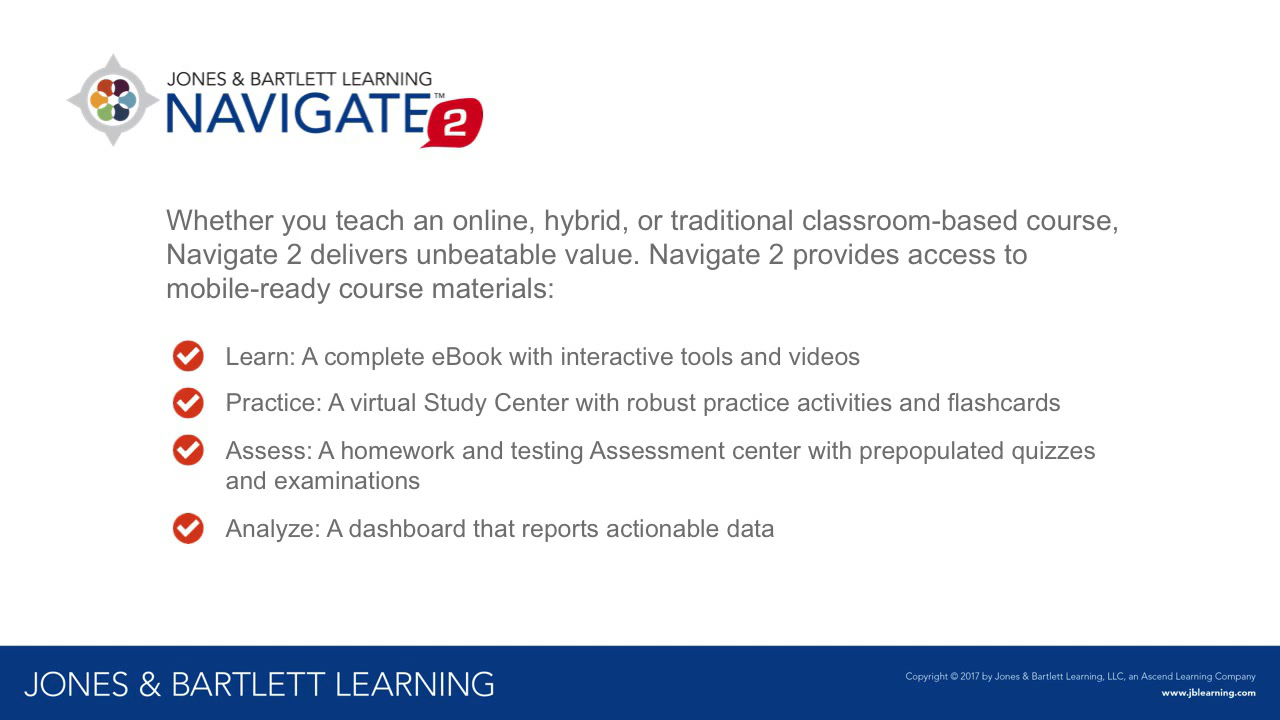 JONES & BARTLETT LEARNING
NAVIGATE™ 2
Whether you teach an online, hybrid, or traditional classroom-based course,
Navigate 2 delivers unbeatable value. Navigate 2 provides access to
mobile-ready course materials:
Learn: A complete eBook with interactive tools and videos
Practice: A virtual Study Center with robust practice activities and flashcards
Assess: A homework and testing Assessment center with prepopulated quizzes
and examinations
Analyze: A dashboard that reports actionable data
JONES & BARTLETT LEARNING
Copyright © 2017 by Jones & Bartlett Learning, LLC, an Ascend Learning Company
www.jblearning.com